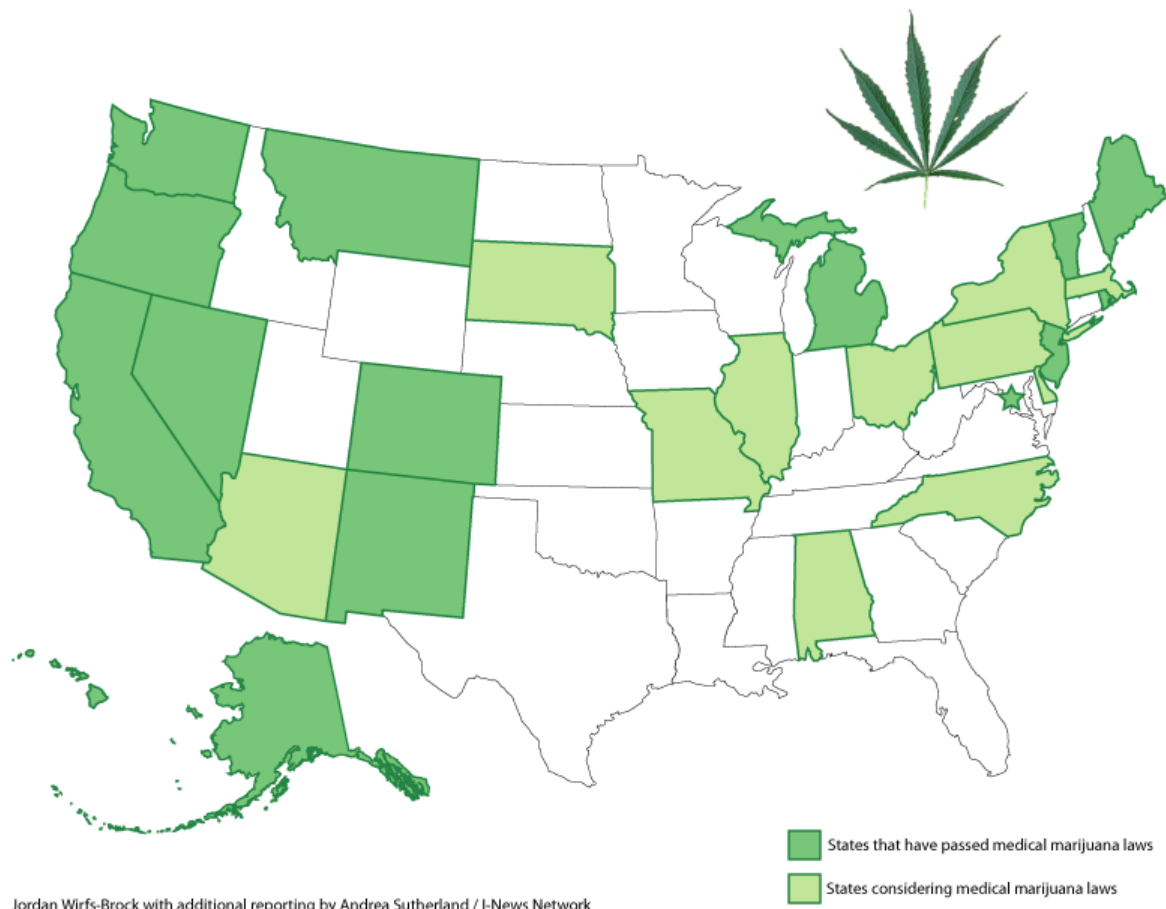 States that have passed medical marijuana laws
States considering medical marijuana laws
Jordan Wirfs-Brock with additional reporting by Andrea Sutherland / I-News Network